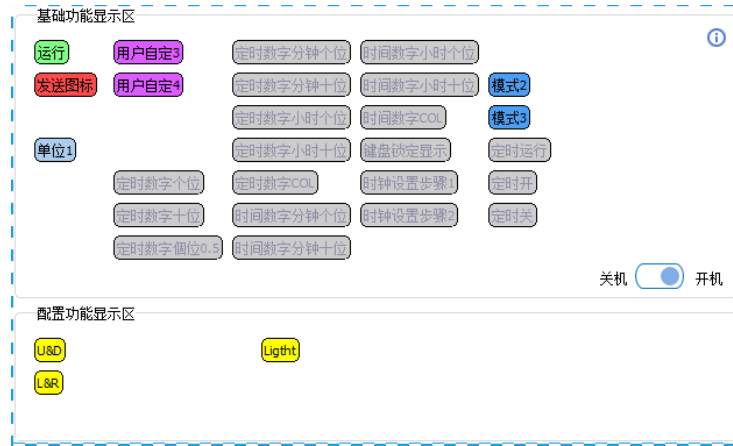 基础功能显示区
运行 用户自定3 定时数字分钟个位 时间数字小时个位
发送图标 用户自定4 定时数字分钟十位 时间数字小时十位 模式2
定时数字小时个位 时间数字COL 模式3
单位1 定时数字小时十位 键盘锁定显示 定时运行
定时数字个位 定时数字COL 时钟设置步骤1 定时开
定时数字十位 时间数字分钟个位 时钟设置步骤2 定时关
定时数字個位0.5 时间数字分钟十位
关机 开机
配置功能显示区
U&D Ligtht
L&R